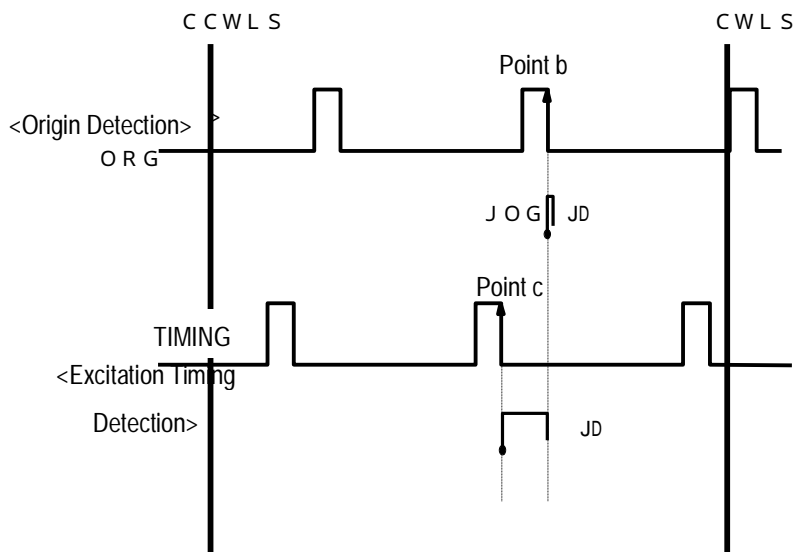 CCWLS
CWLS
Point b
<Origin Detection>
>
ORG
JOG
JD
Point c
TIMING
<Excitation Timing
Detection>
JD